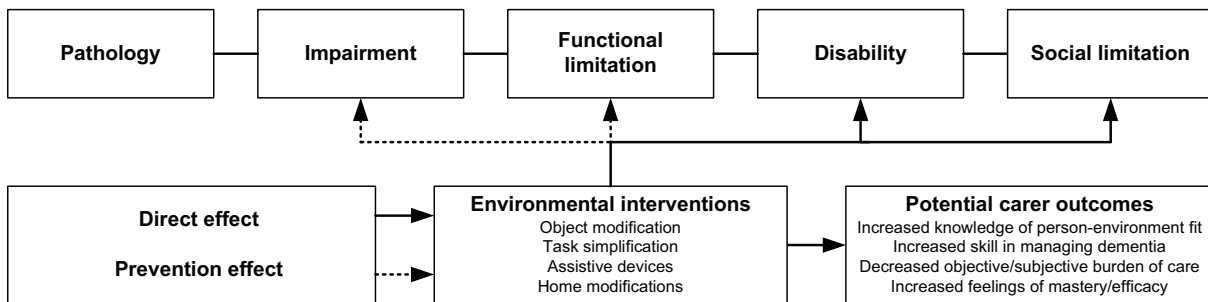 Pathology
Impairment
Functional
limitation
Disability
Social limitation
Direct effect
Prevention effect
Environmental interventions
Object modification
Task simplification
Assistive devices
Home modifications
Potential carer outcomes
Increased knowledge of person-environment fit
Increased skill in managing dementia
Decreased objective/subjective burden of care
Increased feelings of mastery/efficacy